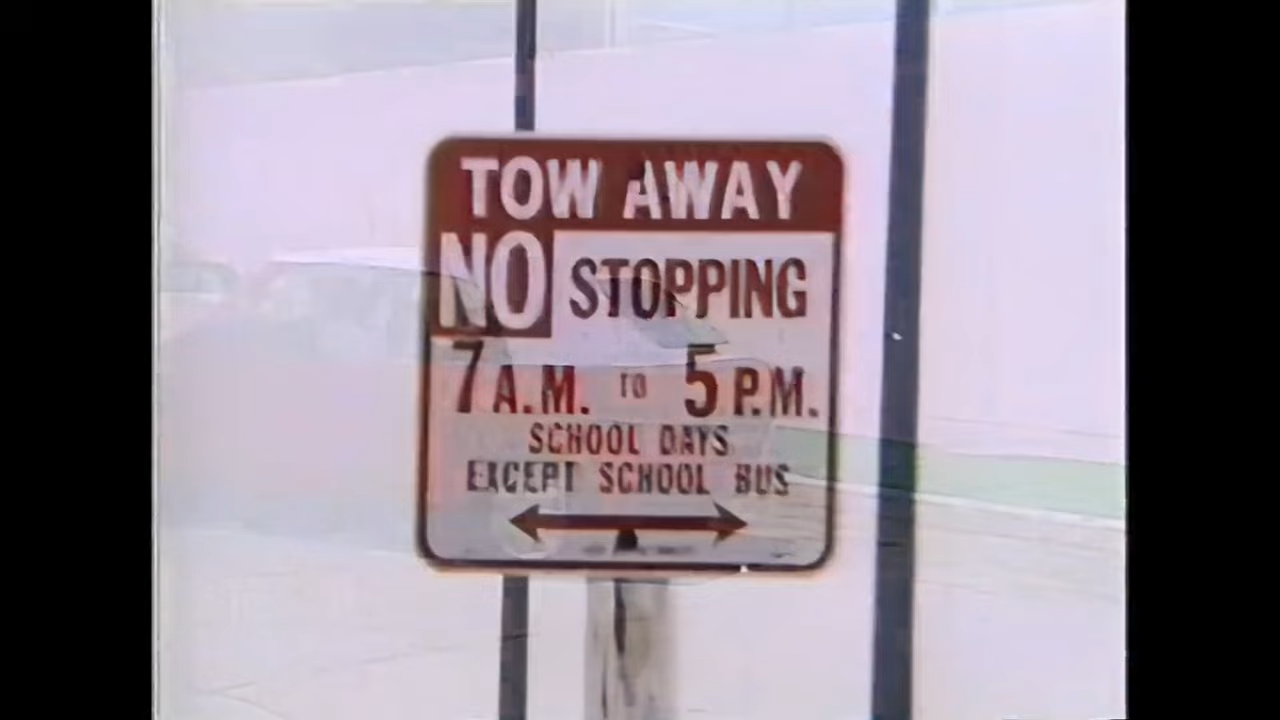 TOW AWAY
NO STOPPING
7 A.M. TO 5 P.M.
SCHOOL DAYS
EXCEPT SCHOOL BUS